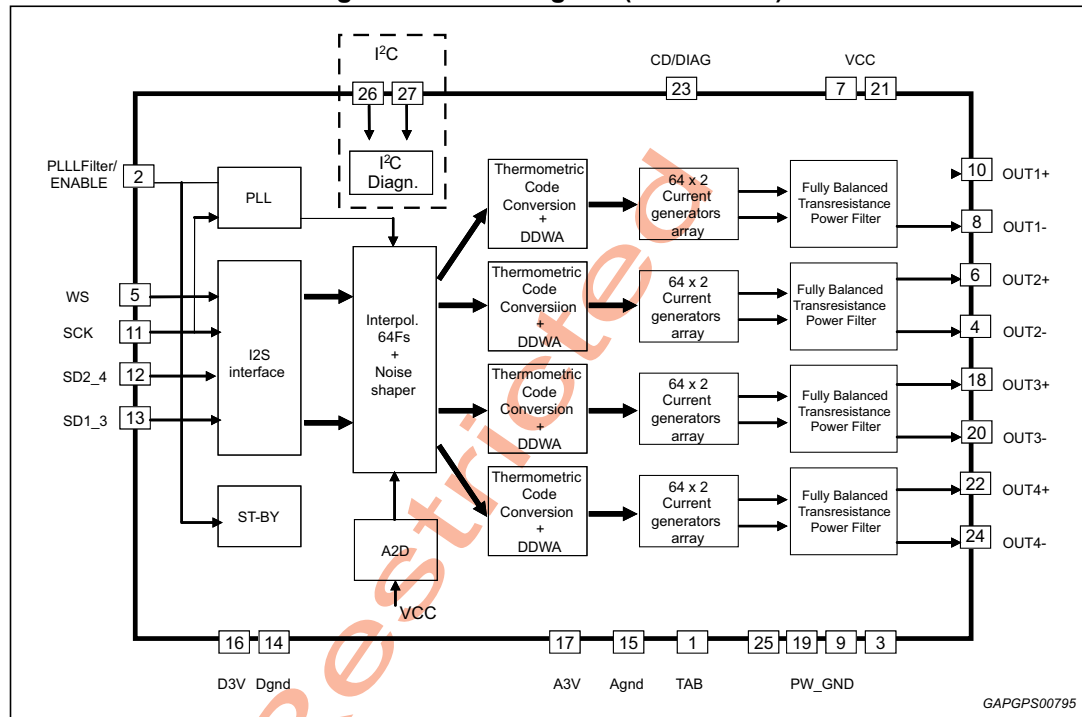 I²C
CD/DIAG
VCC
26
27
23
7
21
PLLLFilter/
ENABLE
2
PLL
I²C
Diagn.
Thermometric
Code
Conversion
+
DDWA
64 x 2
Current
generators
array
Fully Balanced
Transresistance
Power Filter
10
OUT1+
8
OUT1-
WS
5
SCK
11
SD2_4
12
SD1_3
13
I2S
interface
Interpol.
64Fs
+
Noise
shaper
Thermometric
Code
Conversiion
+
DDWA
64 x 2
Current
generators
array
Fully Balanced
Transresistance
Power Filter
6
OUT2+
4
OUT2-
Thermometric
Code
Conversion
+
DDWA
64 x 2
Current
generators
array
Fully Balanced
Transresistance
Power Filter
18
OUT3+
20
OUT3-
ST-BY
A2D
VCC
Thermometric
Code
Conversion
+
DDWA
64 x 2
Current
generators
array
Fully Balanced
Transresistance
Power Filter
22
OUT4+
24
OUT4-
16
14
17
15
1
25
19
9
3
D3V
Dgnd
A3V
Agnd
TAB
PW_GND
GAPGPS00795
Restricted